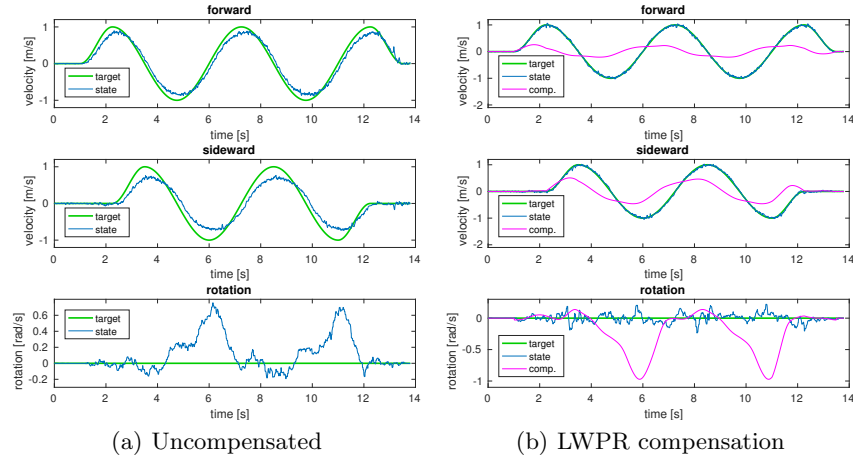 forward
velocity [m/s]
1
0
-1
target
state
0 2 4 6 8 10 12 14
time [s]
sideward
velocity [m/s]
1
0
-1
target
state
0 2 4 6 8 10 12 14
time [s]
rotation
rotation [rad/s]
0.6
0.4
0.2
0
-0.2
target
state
0 2 4 6 8 10 12 14
time [s]
(a) Uncompensated
forward
velocity [m/s]
1
0
-1
-2
target
state
comp.
0 2 4 6 8 10 12 14
time [s]
sideward
velocity [m/s]
1
0
-1
-2
target
state
comp.
0 2 4 6 8 10 12 14
time [s]
rotation
rotation [rad/s]
0
-0.5
-1
target
state
comp.
0 2 4 6 8 10 12 14
time [s]
(b) LWPR compensation